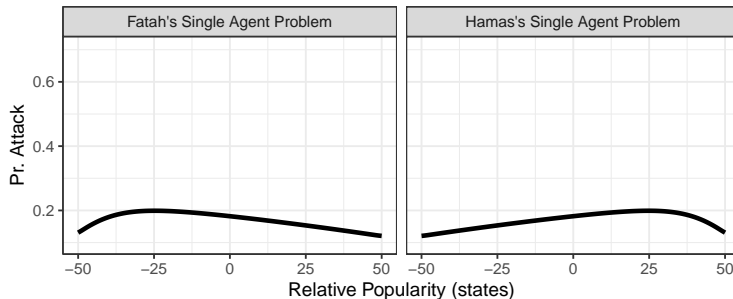 Fatah's Single Agent Problem
Hamas's Single Agent Problem
Pr. Attack
0.6
0.4
0.2
−50 −25 0 25 50
−50 −25 0 25 50
Relative Popularity (states)